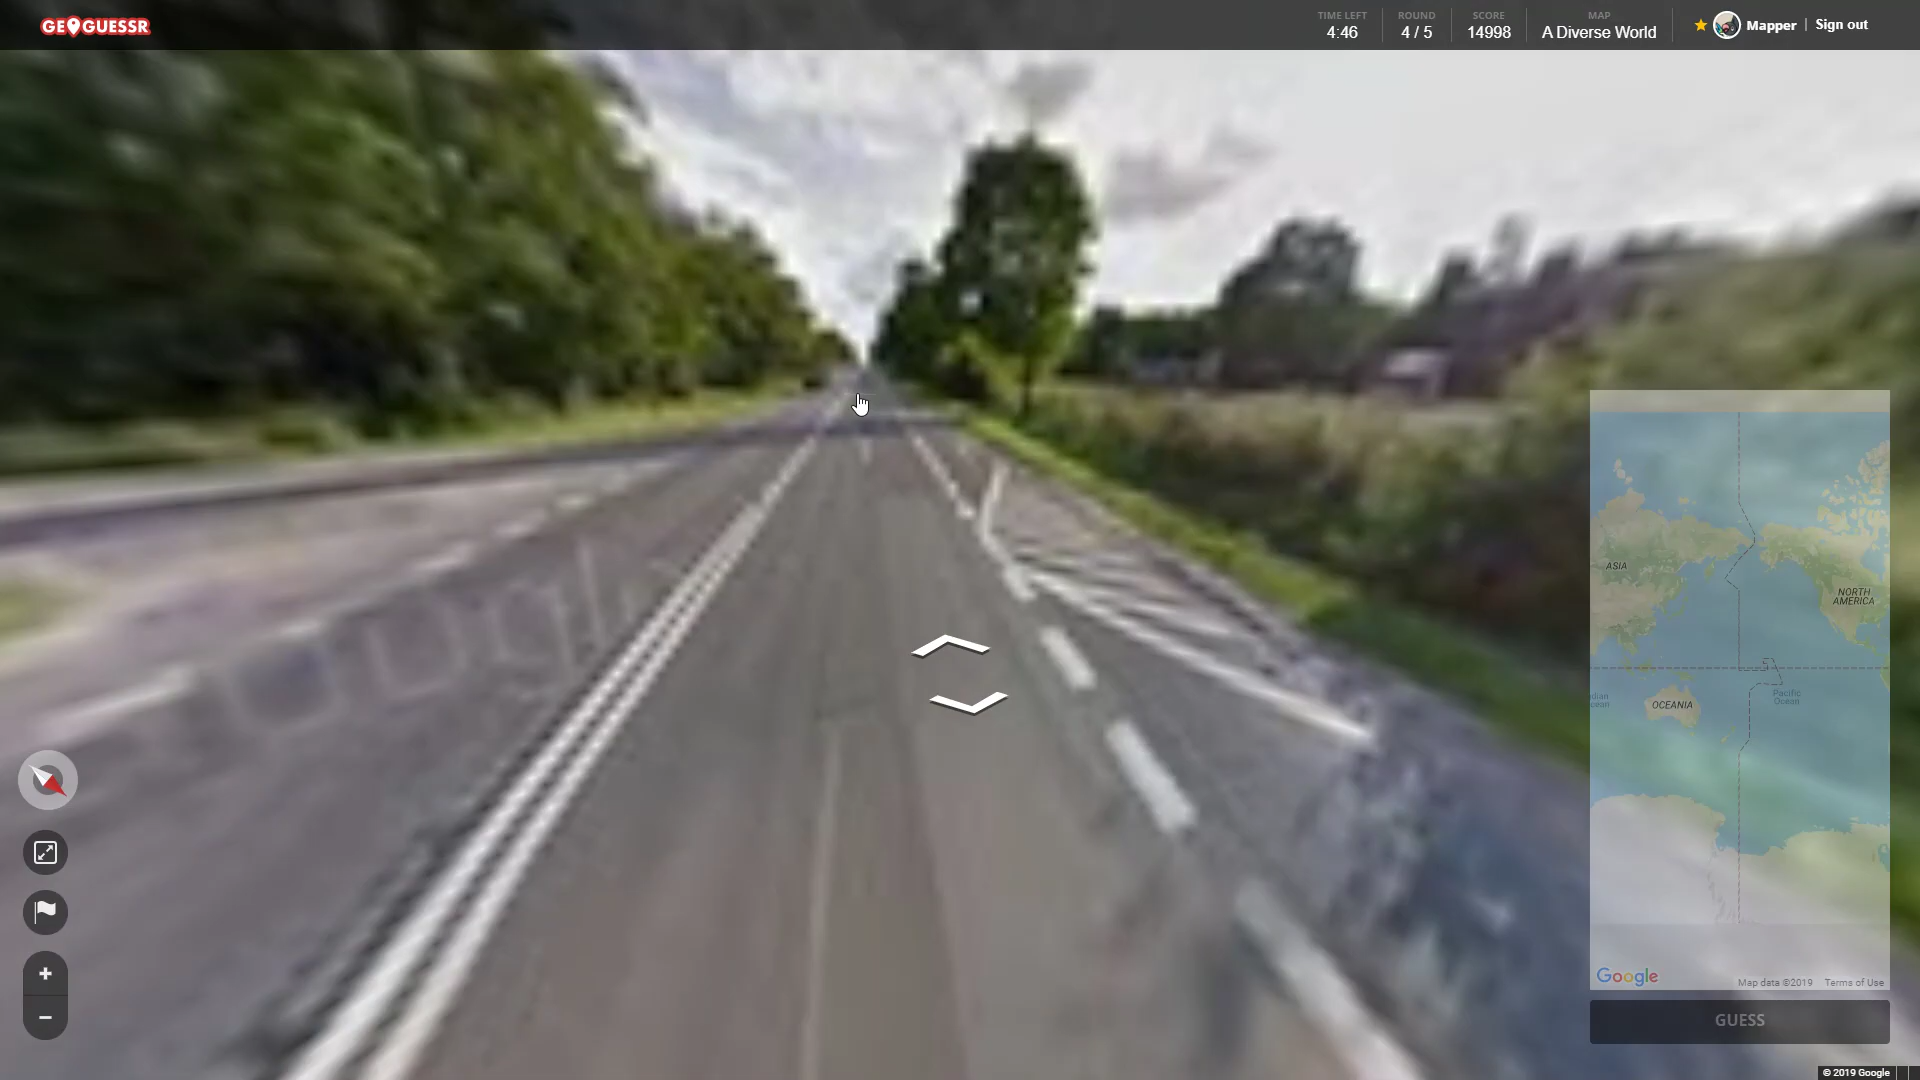 GEOGUESSR
TIME LEFT
4:46
ROUND
4 / 5
SCORE
14998
MAP
A Diverse World
Mapper
Sign out
ASIA
NORTH
AMERICA
OCEANIA
Pacific
Ocean
Google
Map data ©2019
Terms of Use
GUESS
© 2019 Google